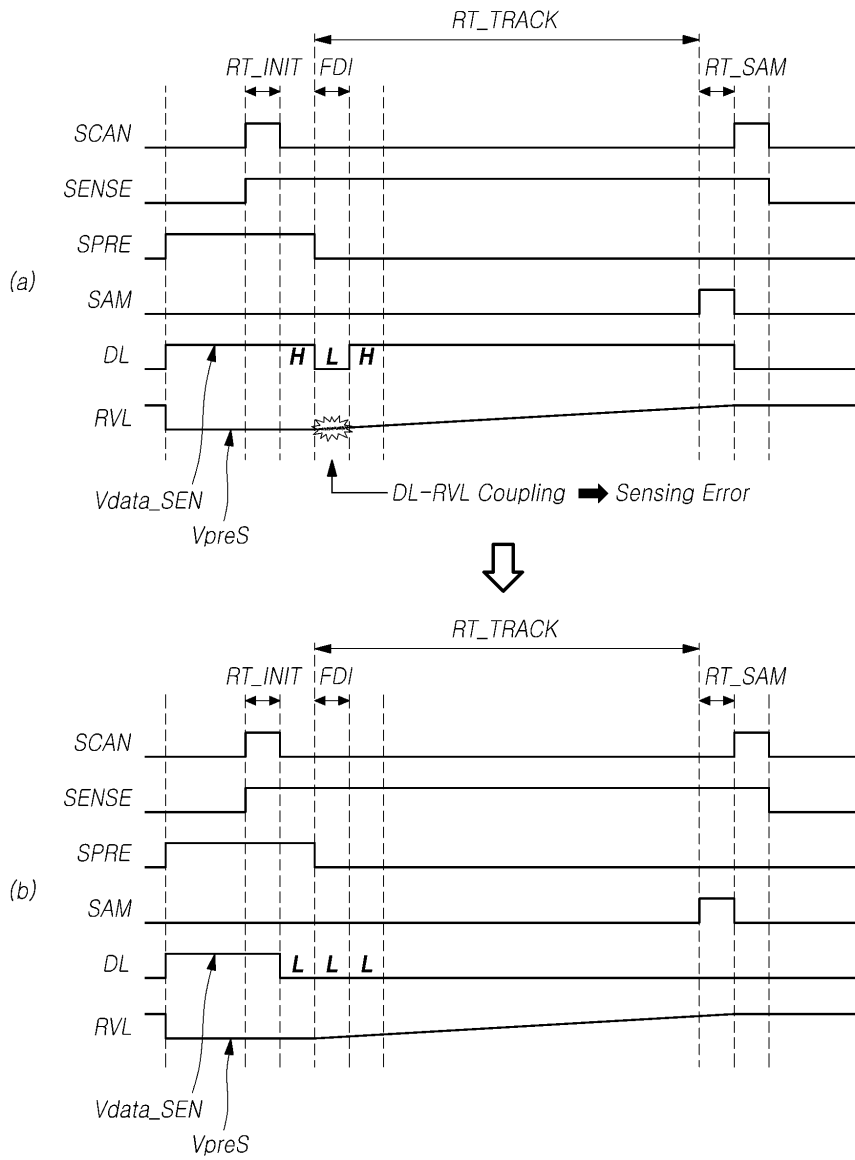 RT_TRACK
RT_INIT FDI RT_SAM
SCAN
SENSE
SPRE
(a)
SAM
DL H L H
RVL
Vdata_SEN
DL-RVL Coupling ➡ Sensing Error
VpreS
RT_TRACK
RT_INIT FDI RT_SAM
SCAN
SENSE
SPRE
(b)
SAM
DL L L L
RVL
Vdata_SEN
VpreS